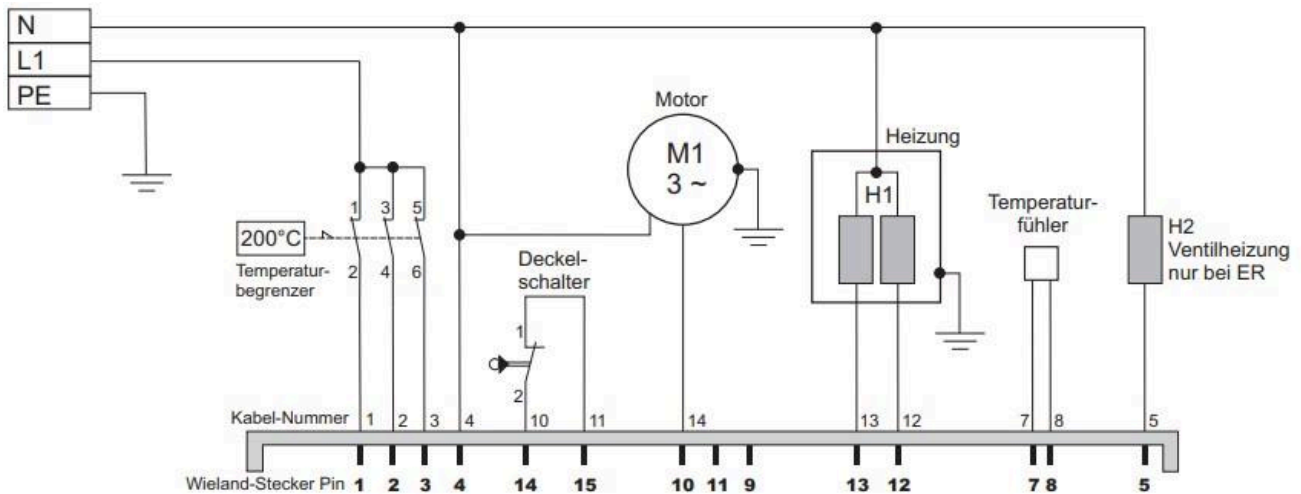 N
L1
PE
Motor
M1
3 ~
Heizung
H1
Temperatur-
fühler
H2
Ventilheizung
nur bei ER
1 3 5
200°C
2 4 6
Temperatur-
begrenzer
Deckel-
schalter
1
2
Kabel-Nummer 1 2 3 4 10 11 14 13 12 7 8 5
Wieland-Stecker Pin 1 2 3 4 14 15 10 11 9 13 12 7 8 5